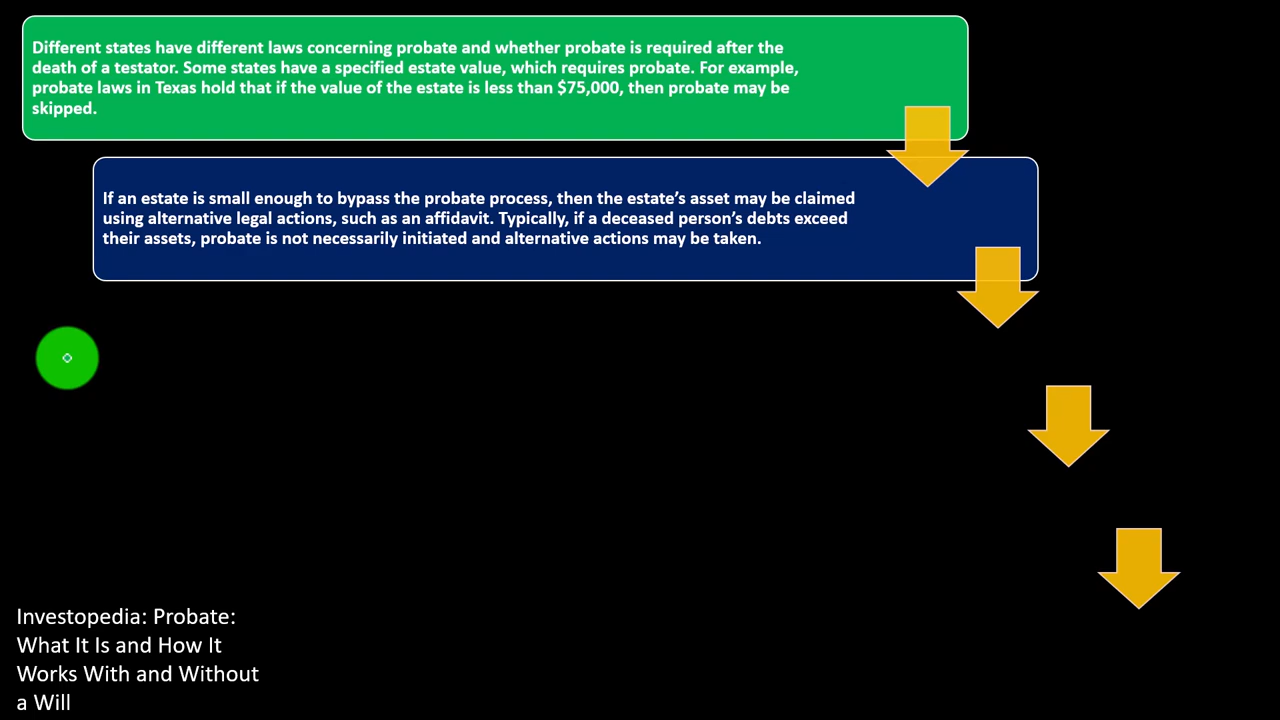 Different states have different laws concerning probate and whether probate is required after the
death of a testator. Some states have a specified estate value, which requires probate. For example,
probate laws in Texas hold that if the value of the estate is less than $75,000, then probate may be
skipped.
If an estate is small enough to bypass the probate process, then the estate’s asset may be claimed
using alternative legal actions, such as an affidavit. Typically, if a deceased person’s debts exceed
their assets, probate is not necessarily initiated and alternative actions may be taken.
Investopedia: Probate:
What It Is and How It
Works With and Without
a Will